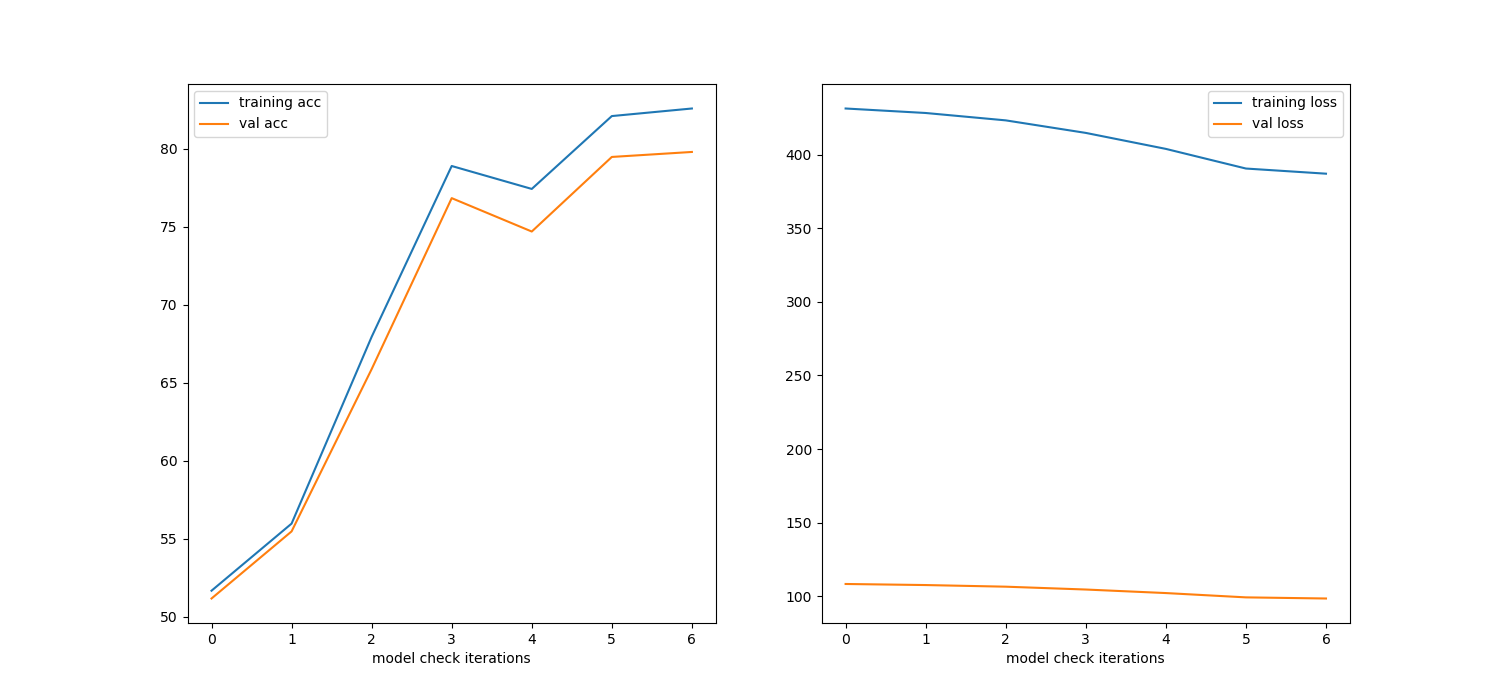 training acc
val acc
80
75
70
65
60
55
50
0 1 2 3 4 5 6
model check iterations
training loss
val loss
400
350
300
250
200
150
100
0 1 2 3 4 5 6
model check iterations